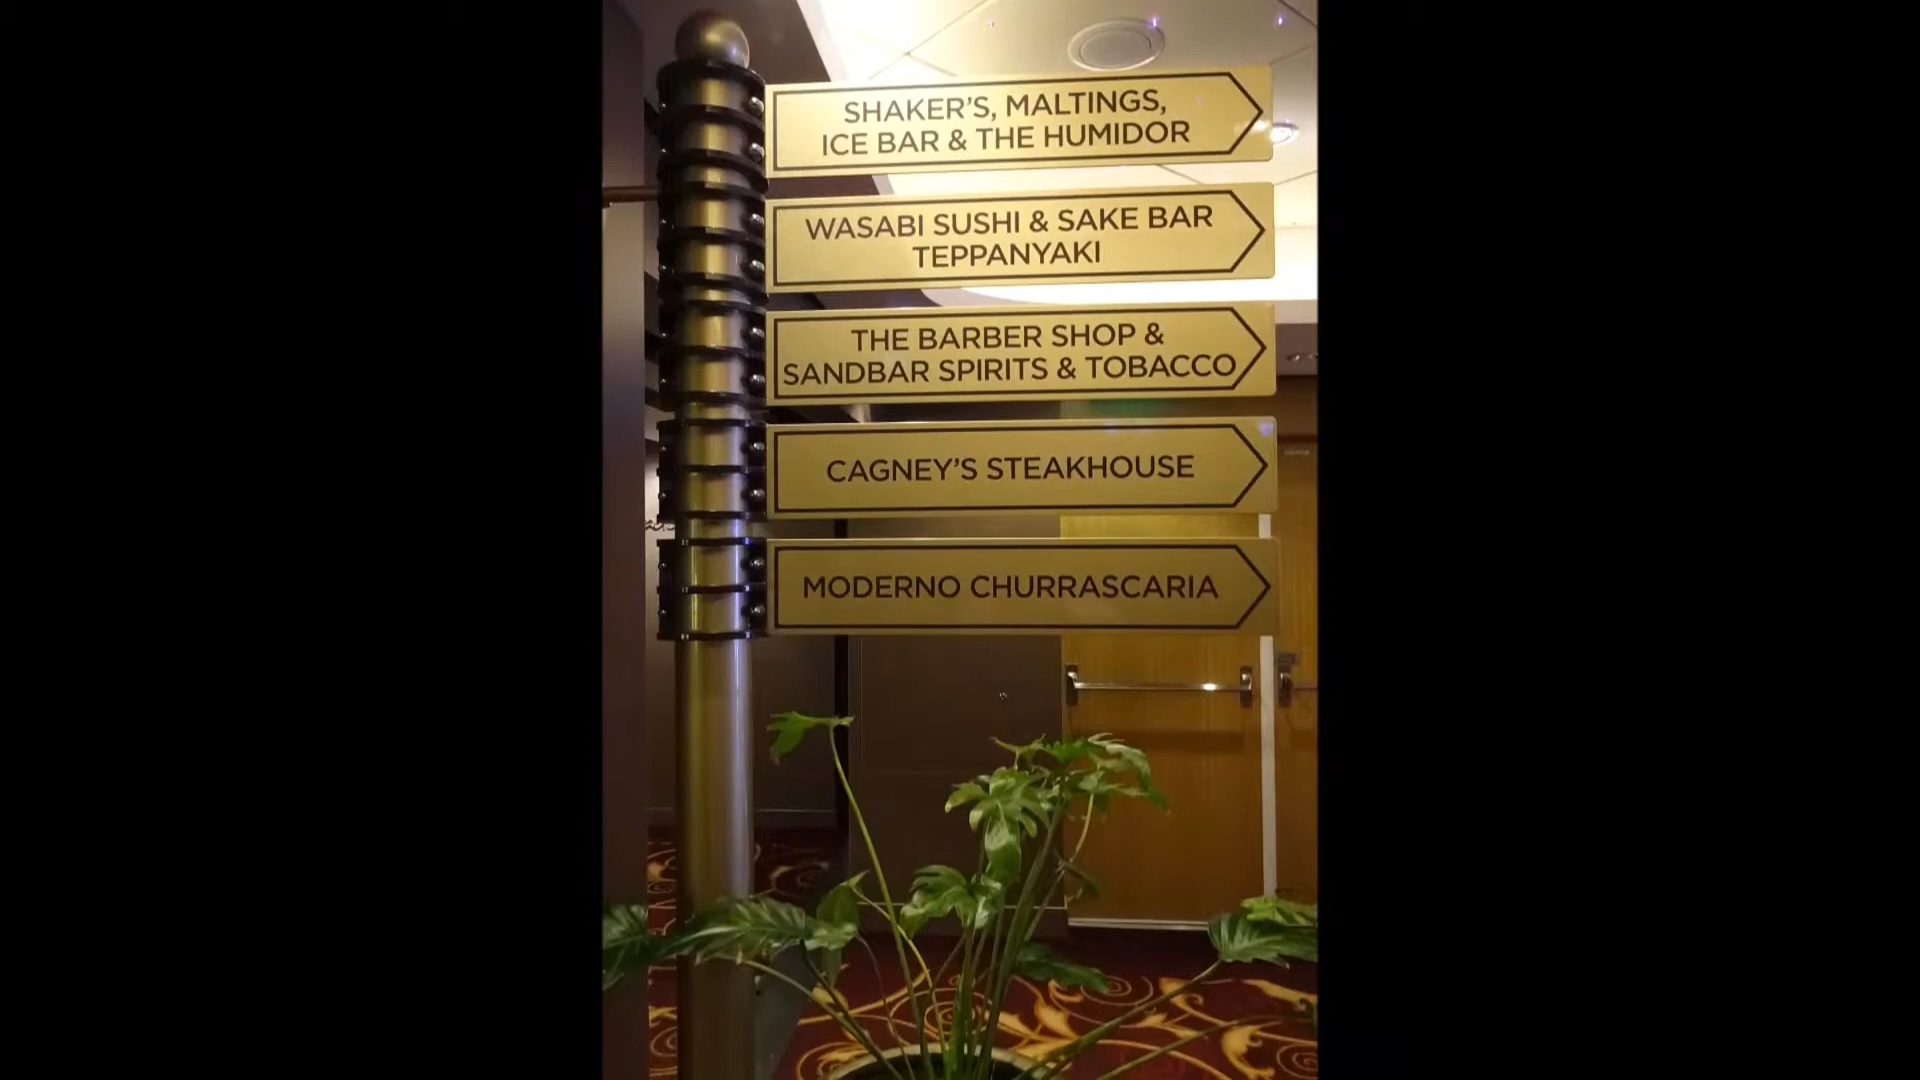 SHAKER'S, MALTINGS,
ICE BAR & THE HUMIDOR
WASABI SUSHI & SAKE BAR
TEPPANYAKI
THE BARBER SHOP &
SANDBAR SPIRITS & TOBACCO
CAGNEY'S STEAKHOUSE
MODERNO CHURRASCARIA